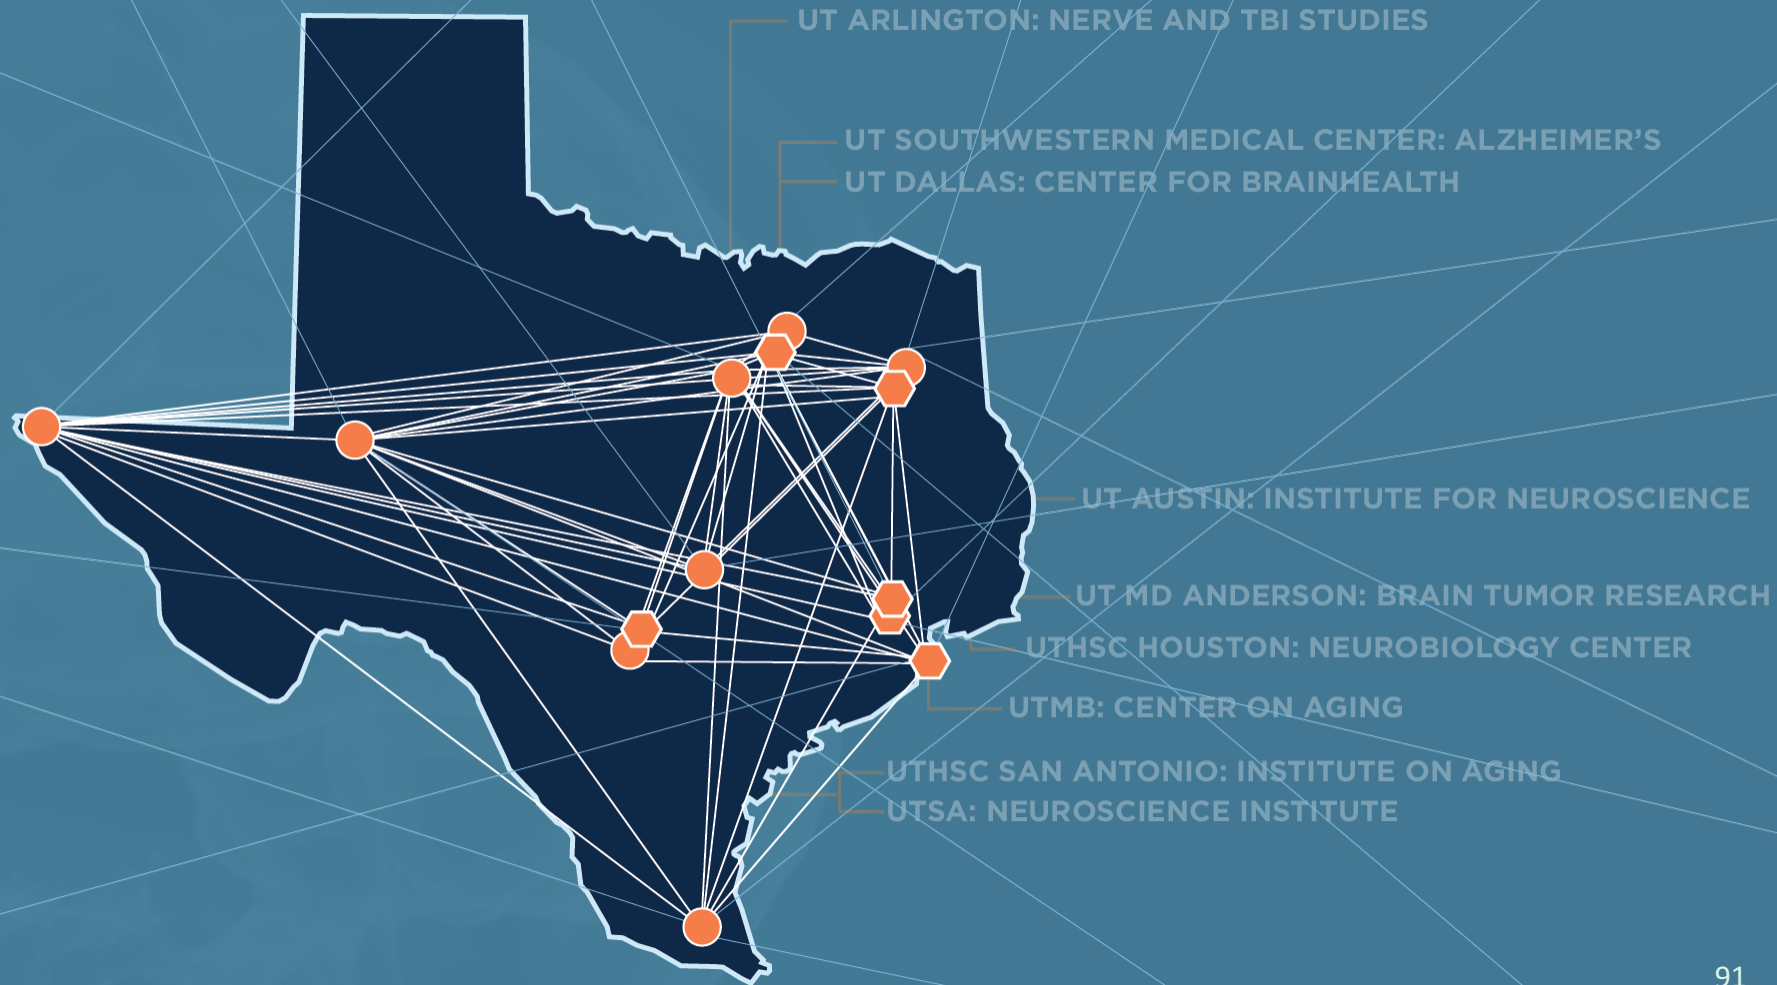 UT ARLINGTON: NERVE AND TBI STUDIES
UT SOUTHWESTERN MEDICAL CENTER: ALZHEIMER’S
UT DALLAS: CENTER FOR BRAINHEALTH
UT AUSTIN: INSTITUTE FOR NEUROSCIENCE
UT MD ANDERSON: BRAIN TUMOR RESEARCH
UTHSC HOUSTON: NEUROBIOLOGY CENTER
UTMB: CENTER ON AGING
UTHSC SAN ANTONIO: INSTITUTE ON AGING
UTSA: NEUROSCIENCE INSTITUTE
91